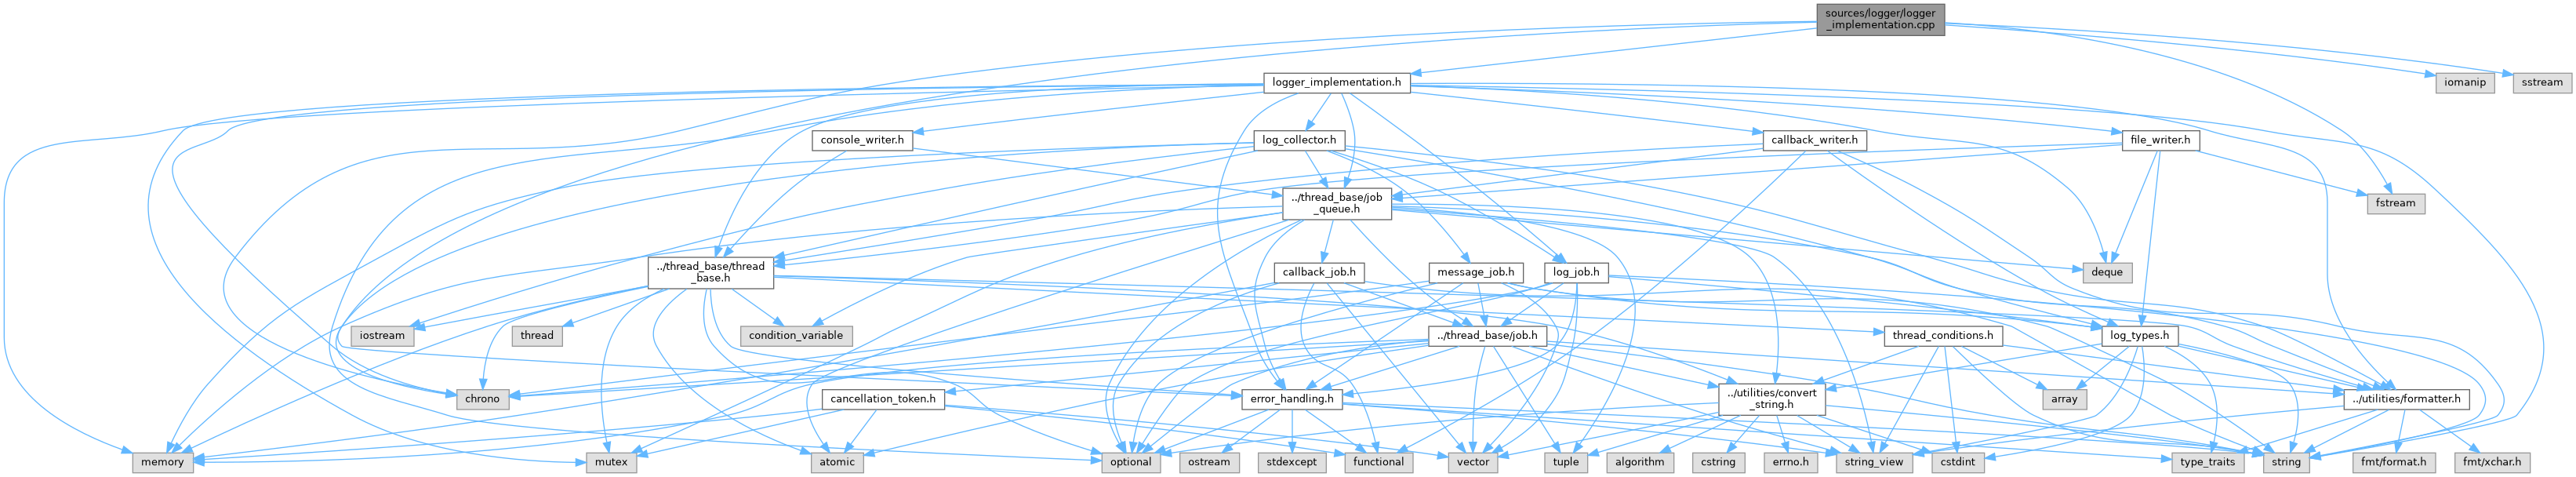 sources/logger/logger
_implementation.cpp
logger_implementation.h
iomanip
sstream
console_writer.h
log_collector.h
callback_writer.h
file_writer.h
../thread_base/job
_queue.h
fstream
../thread_base/thread
_base.h
callback_job.h
message_job.h
log_job.h
deque
iostream
thread
condition_variable
../thread_base/job.h
thread_conditions.h
log_types.h
chrono
cancellation_token.h
error_handling.h
../utilities/convert
_string.h
array
../utilities/formatter.h
memory
mutex
atomic
optional
ostream
stdexcept
functional
vector
tuple
algorithm
cstring
errno.h
string_view
cstdint
type_traits
string
fmt/format.h
fmt/xchar.h